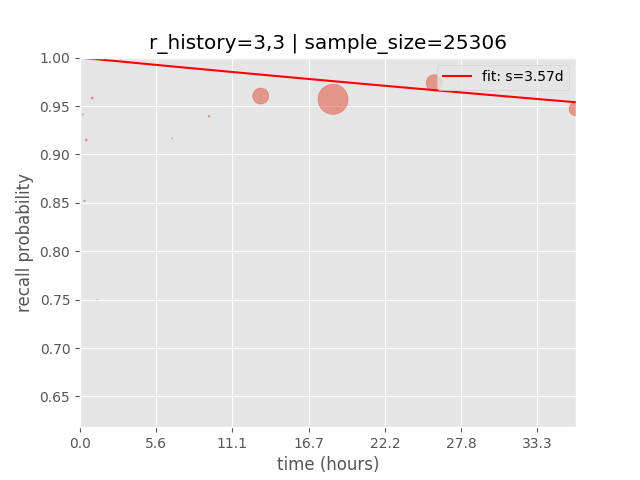 r_history=3,3 | sample_size=25306
fit: s=3.57d
recall probability
1.00
0.95
0.90
0.85
0.80
0.75
0.70
0.65
0.0 5.6 11.1 16.7 22.2 27.8 33.3
time (hours)